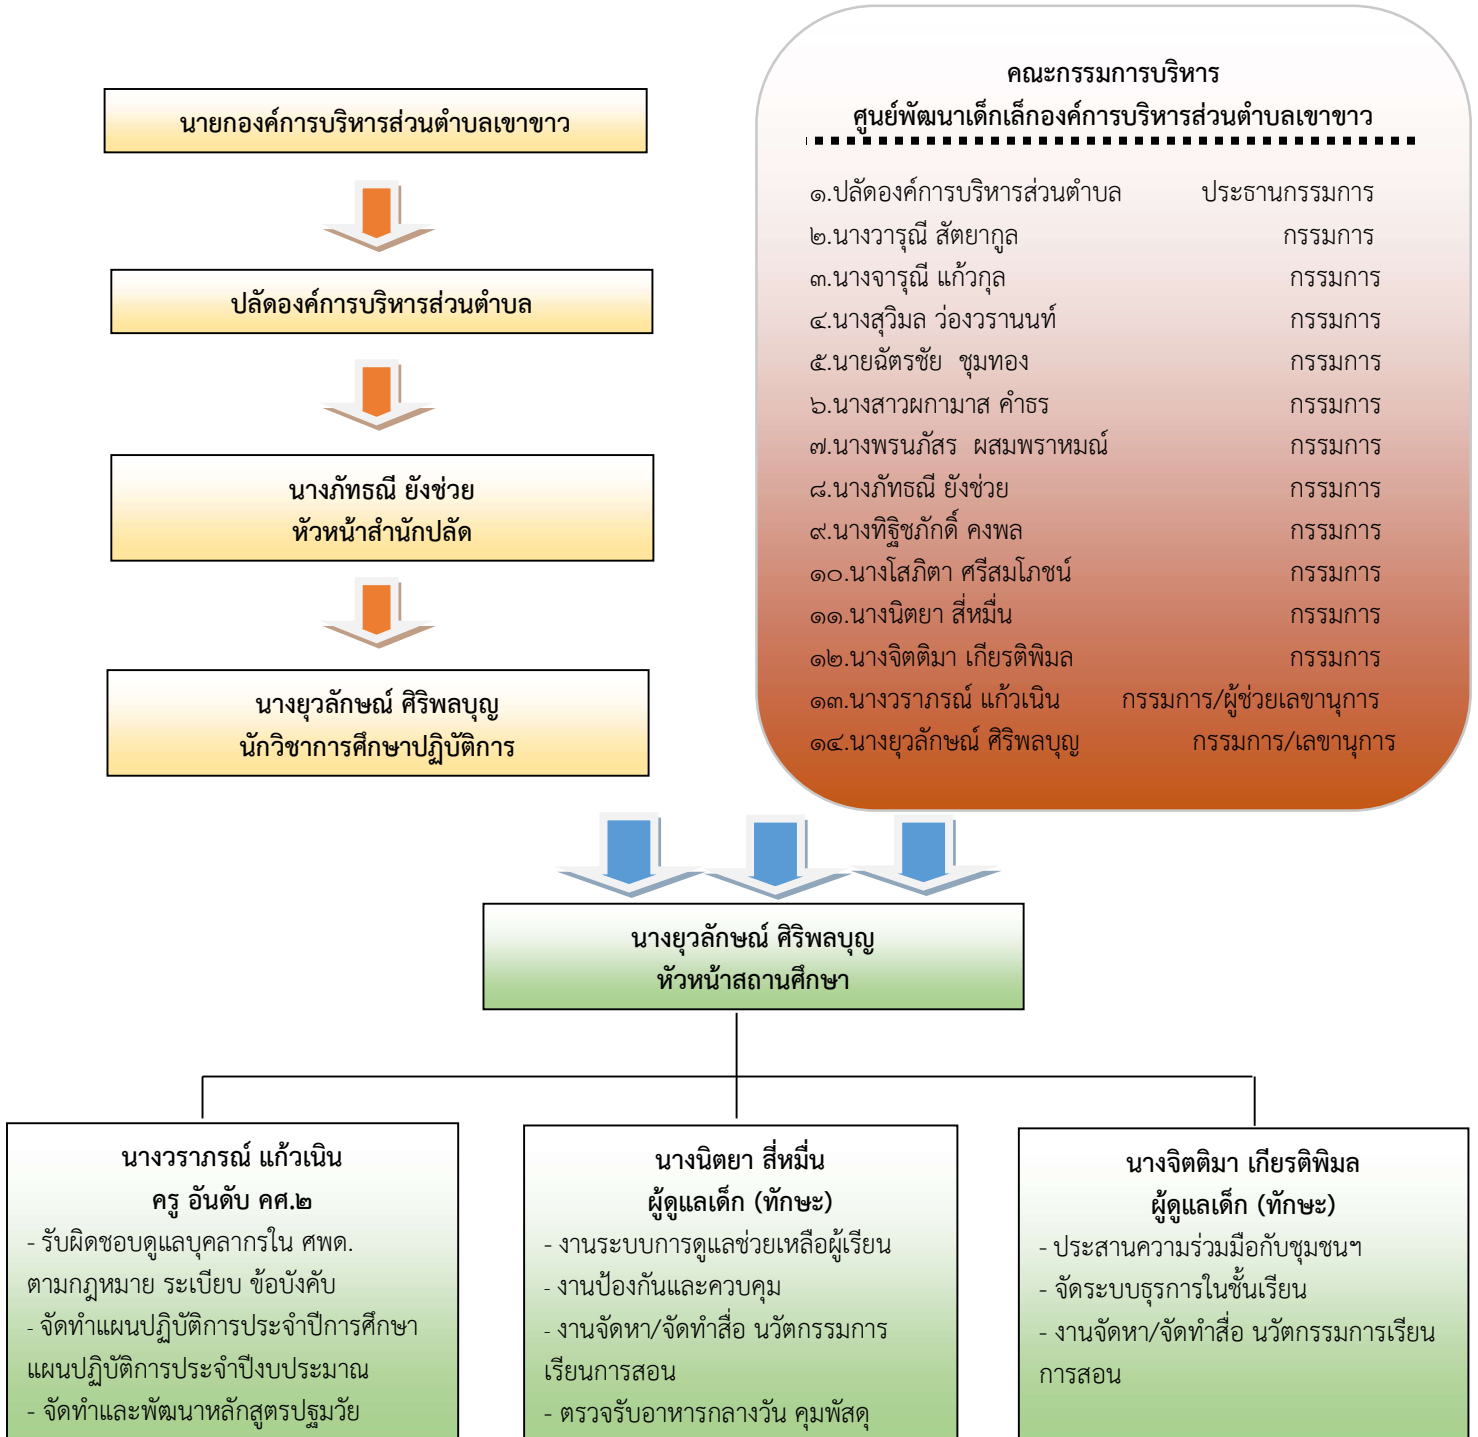 นายกองค์การบริหารส่วนตำบลเขาขาว
ปลัดองค์การบริหารส่วนตำบล
นางภัทธณี ยังช่วย
หัวหน้าสำนักปลัด
นางยุวลักษณ์ ศิริพลบุญ
นักวิชาการศึกษาปฏิบัติการ
คณะกรรมการบริหาร
ศูนย์พัฒนาเด็กเล็กองค์การบริหารส่วนตำบลเขาขาว
๑.ปลัดองค์การบริหารส่วนตำบล ประธานกรรมการ
๒.นางวารุณี สัตยากูล กรรมการ
๓.นางจารุณี แก้วกุล กรรมการ
๔.นางสุวิมล ว่องวรานนท์ กรรมการ
๕.นายฉัตรชัย ชุมทอง กรรมการ
๖.นางสาวผกามาส คำธร กรรมการ
๗.นางพรนภัสร ผสมพราหมณ์ กรรมการ
๘.นางภัทธณี ยังช่วย กรรมการ
๙.นางทิฐิชภักดิ์ คงพล กรรมการ
๑๐.นางโสภิตา ศรีสมโภชน์ กรรมการ
๑๑.นางนิตยา สี่หมื่น กรรมการ
๑๒.นางจิตติมา เกียรติพิมล กรรมการ
๑๓.นางวราภรณ์ แก้วเนิน กรรมการ/ผู้ช่วยเลขานุการ
๑๔.นางยุวลักษณ์ ศิริพลบุญ กรรมการ/เลขานุการ
นางยุวลักษณ์ ศิริพลบุญ
หัวหน้าสถานศึกษา
นางวราภรณ์ แก้วเนิน
ครู อันดับ คศ.๒
- รับผิดชอบดูแลบุคลากรใน ศพด.
ตามกฎหมาย ระเบียบ ข้อบังคับ
- จัดทำแผนปฏิบัติการประจำปีการศึกษา
แผนปฏิบัติการประจำปีงบประมาณ
- จัดทำและพัฒนาหลักสูตรปฐมวัย
นางนิตยา สี่หมื่น
ผู้ดูแลเด็ก (ทักษะ)
- งานระบบการดูแลช่วยเหลือผู้เรียน
- งานป้องกันและควบคุม
- งานจัดหา/จัดทำสื่อ นวัตกรรมการ
เรียนการสอน
- ตรวจรับอาหารกลางวัน คุมพัสดุ
นางจิตติมา เกียรติพิมล
ผู้ดูแลเด็ก (ทักษะ)
- ประสานความร่วมมือกับชุมชนฯ
- จัดระบบธุรการในชั้นเรียน
- งานจัดหา/จัดทำสื่อ นวัตกรรมการเรียน
การสอน